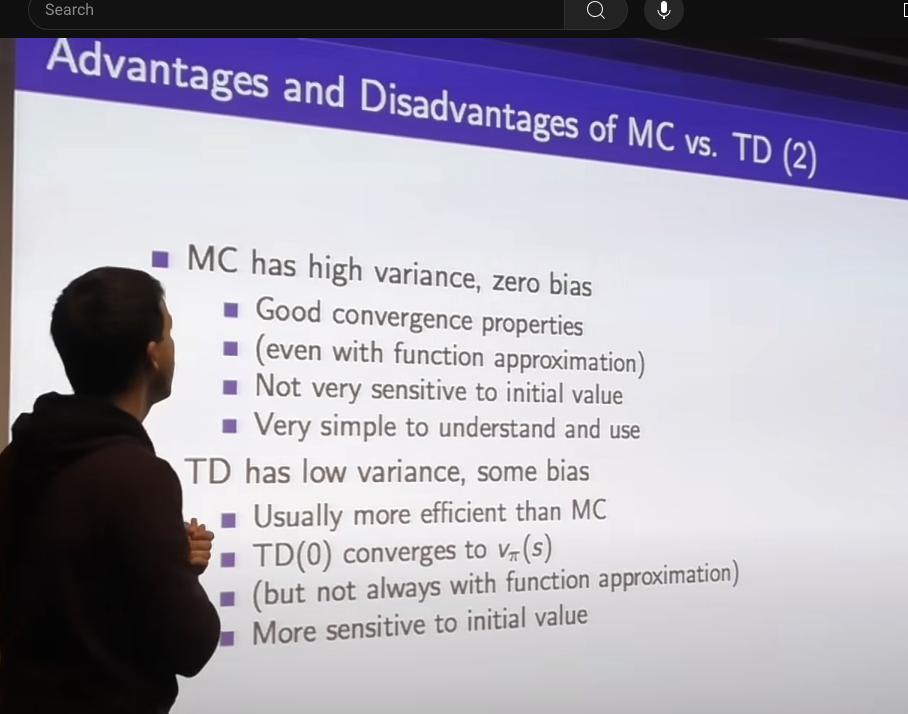 Search
Advantages and Disadvantages of MC vs. TD (2)
MC has high variance, zero bias
Good convergence properties
(even with function approximation)
Not very sensitive to initial value
Very simple to understand and use
TD has low variance, some bias
Usually more efficient than MC
TD(0) converges to vπ(s)
(but not always with function approximation)
More sensitive to initial value